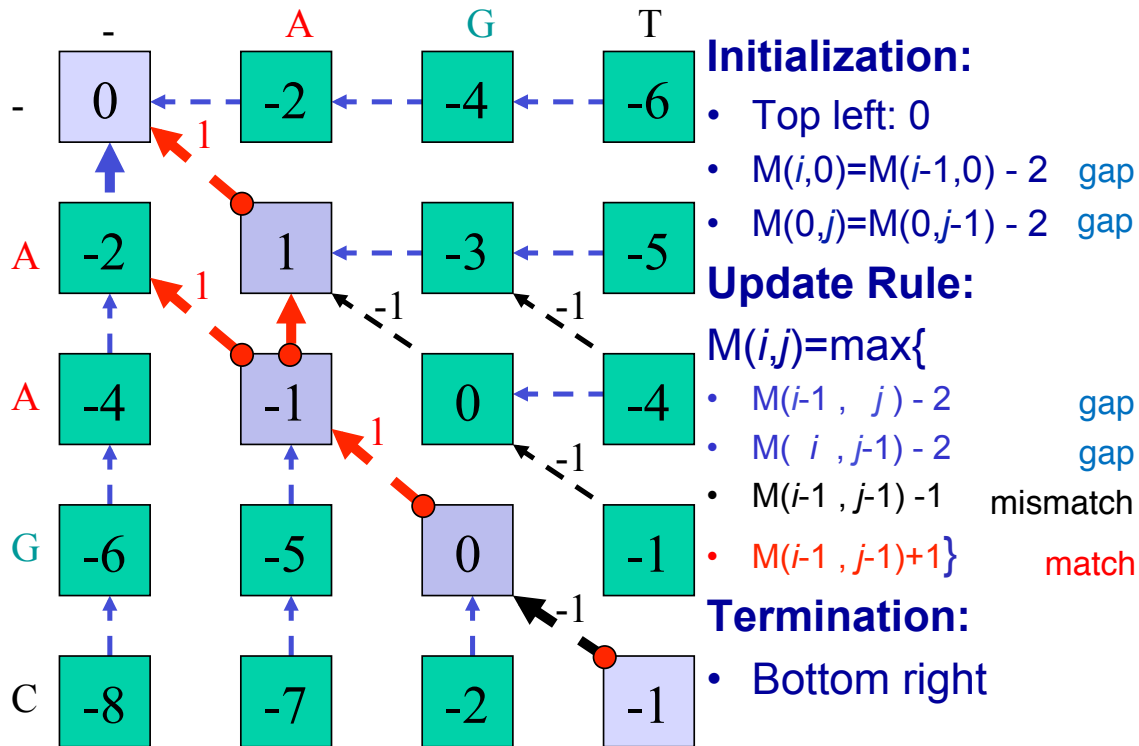 - A G T
- 0 -2 -4 -6
1
A -2 1 -3 -5
1 -1 -1
A -4 -1 0 -4
1 -1
G -6 -5 0 -1
-1
C -8 -7 -2 -1
Initialization:
• Top left: 0
• M(i,0)=M(i-1,0) - 2 gap
• M(0,j)=M(0,j-1) - 2 gap
Update Rule:
M(i,j)=max{
• M(i-1 , j ) - 2 gap
• M( i , j-1) - 2 gap
• M(i-1 , j-1) -1 mismatch
• M(i-1 , j-1)+1} match
Termination:
• Bottom right